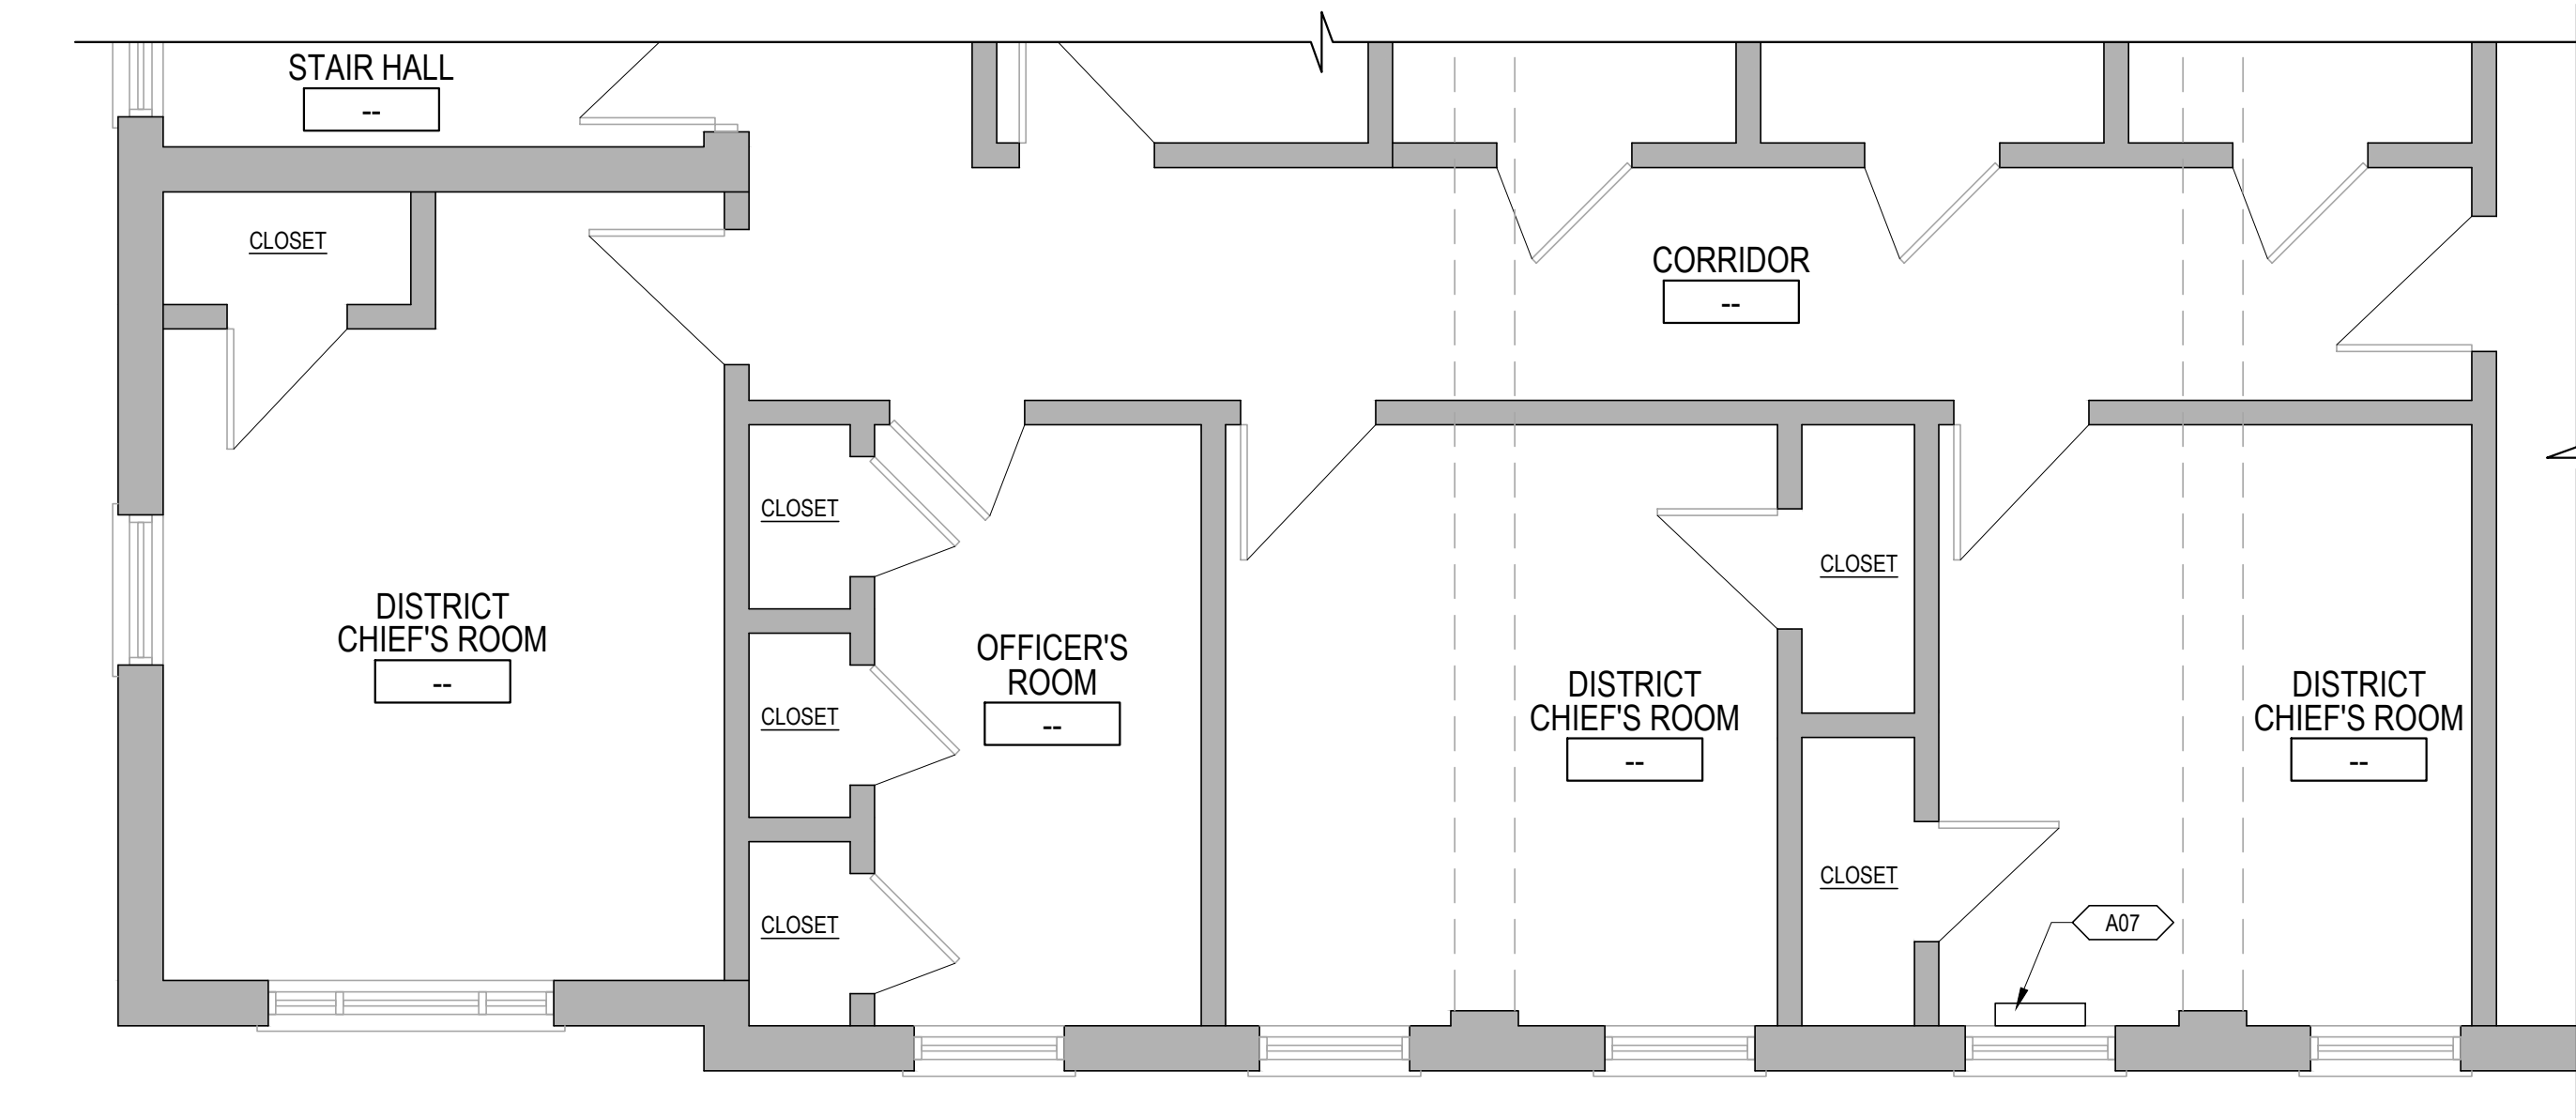 STAIR HALL
--
CLOSET
CORRIDOR
--
CLOSET
CLOSET
DISTRICT
CHIEF'S ROOM
--
OFFICER'S
ROOM
--
CLOSET
DISTRICT
CHIEF'S ROOM
--
DISTRICT
CHIEF'S ROOM
--
CLOSET
CLOSET
A07